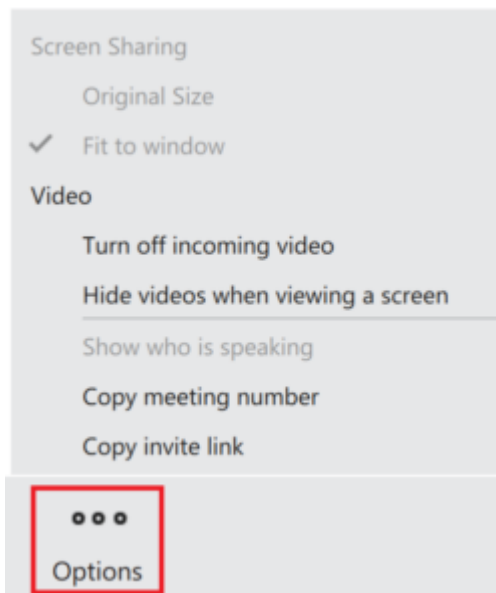 Screen Sharing
Original Size
Fit to window
Video
Turn off incoming video
Hide videos when viewing a screen
Show who is speaking
Copy meeting number
Copy invite link
Options